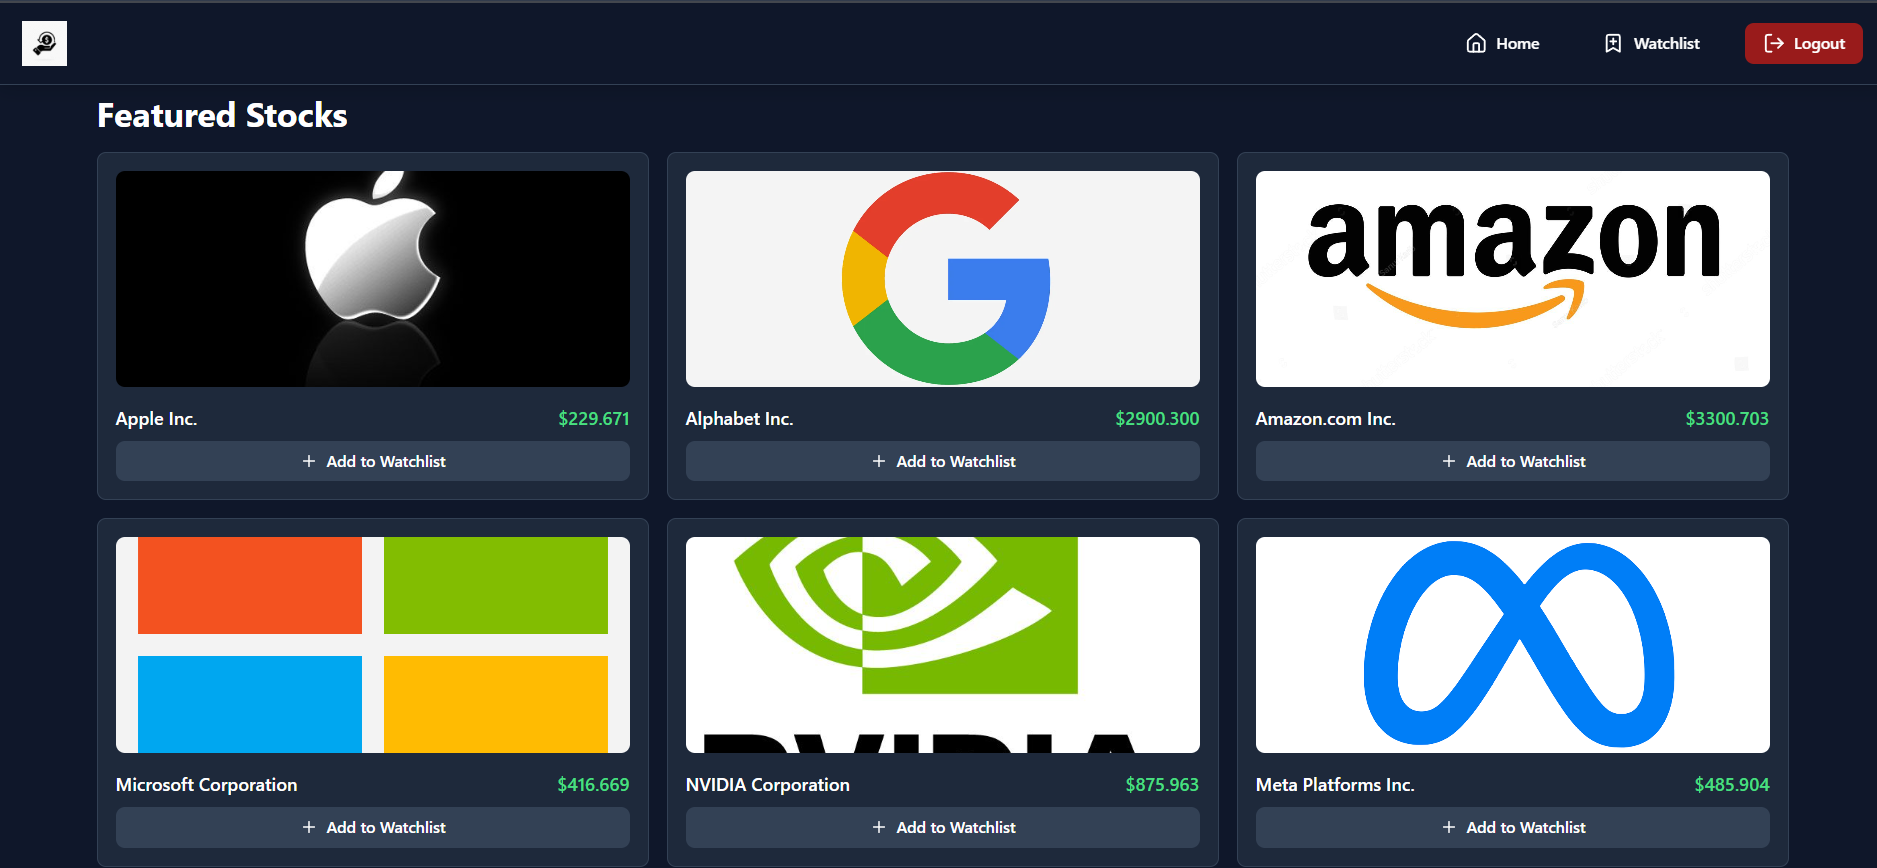 Home
Watchlist
Logout
Featured Stocks
amazon
Apple Inc. $229.671
Alphabet Inc. $2900.300
Amazon.com Inc. $3300.703
+ Add to Watchlist
+ Add to Watchlist
+ Add to Watchlist
NVIDIA
Microsoft Corporation $416.669
NVIDIA Corporation $875.963
Meta Platforms Inc. $485.904
+ Add to Watchlist
+ Add to Watchlist
+ Add to Watchlist